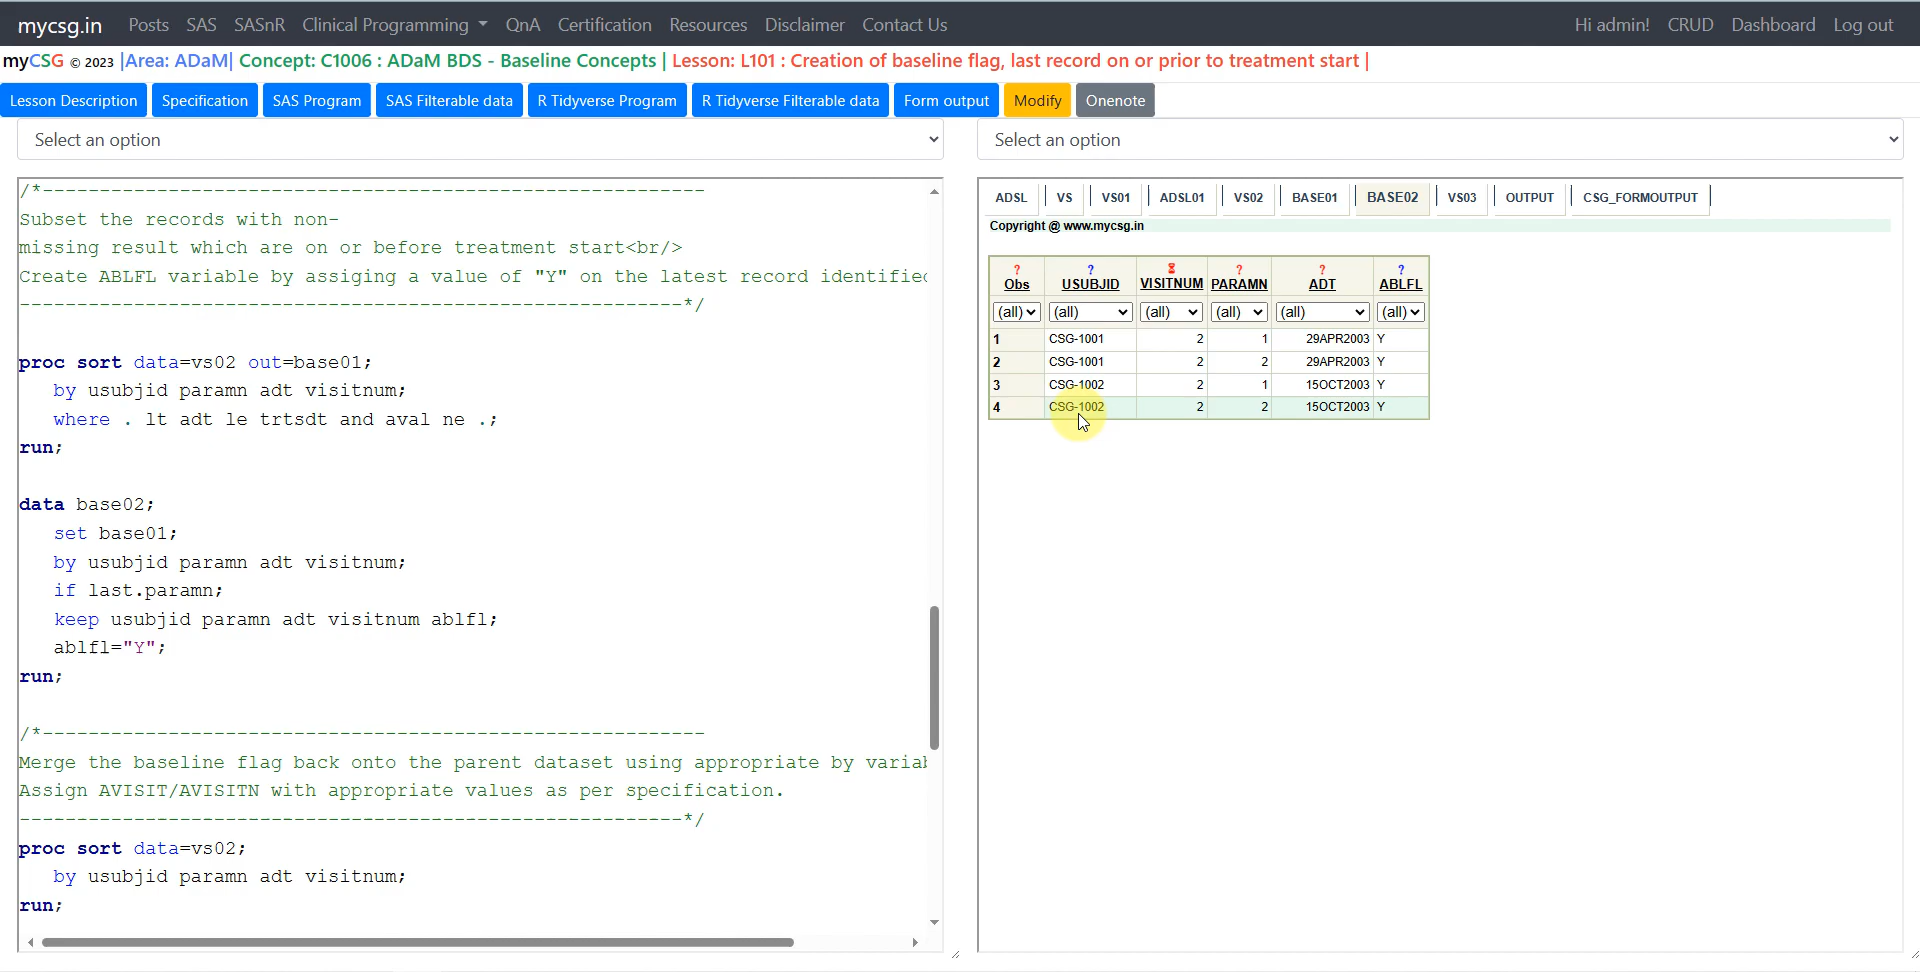 mycsg.in Posts SAS SASnR Clinical Programming QnA Certification Resources Disclaimer Contact Us Hi admin! CRUD Dashboard Log out
myCSG © 2023 |Area: ADaM| Concept: C1006 : ADaM BDS - Baseline Concepts | Lesson: L101 : Creation of baseline flag, last record on or prior to treatment start |
Lesson Description Specification SAS Program SAS Filterable data R Tidyverse Program R Tidyverse Filterable data Form output Modify Onenote
Select an option
/*----------------------------------------------------------
Subset the records with non-
missing result which are on or before treatment start<br/>
Create ABLFL variable by assiging a value of "Y" on the latest record identified
----------------------------------------------------------*/
proc sort data=vs02 out=base01;
by usubjid paramn adt visitnum;
where . lt adt le trtsdt and aval ne .;
run;
data base02;
set base01;
by usubjid paramn adt visitnum;
if last.paramn;
keep usubjid paramn adt visitnum ablfl;
ablfl="Y";
run;
/*----------------------------------------------------------
Merge the baseline flag back onto the parent dataset using appropriate by
Assign AVISIT/AVISITN with appropriate values as per specification.
----------------------------------------------------------*/
proc sort data=vs02;
by usubjid paramn adt visitnum;
run;
Select an option
ADSL | VS | VS01 | ADSL01 | VS02 | BASE01 | BASE02 | VS03 | OUTPUT | CSG_FORMOUTPUT |
Copyright @ www.mycsg.in
? ? ? ? ?
Obs USUBJID VISITNUM PARAMN ADT ABLFL
(all) (all) (all) (all) (all) (all)
1 CSG-1001 2 1 29APR2003 Y
2 CSG-1001 2 2 29APR2003 Y
3 CSG-1002 2 1 15OCT2003 Y
4 CSG-1002 2 2 15OCT2003 Y